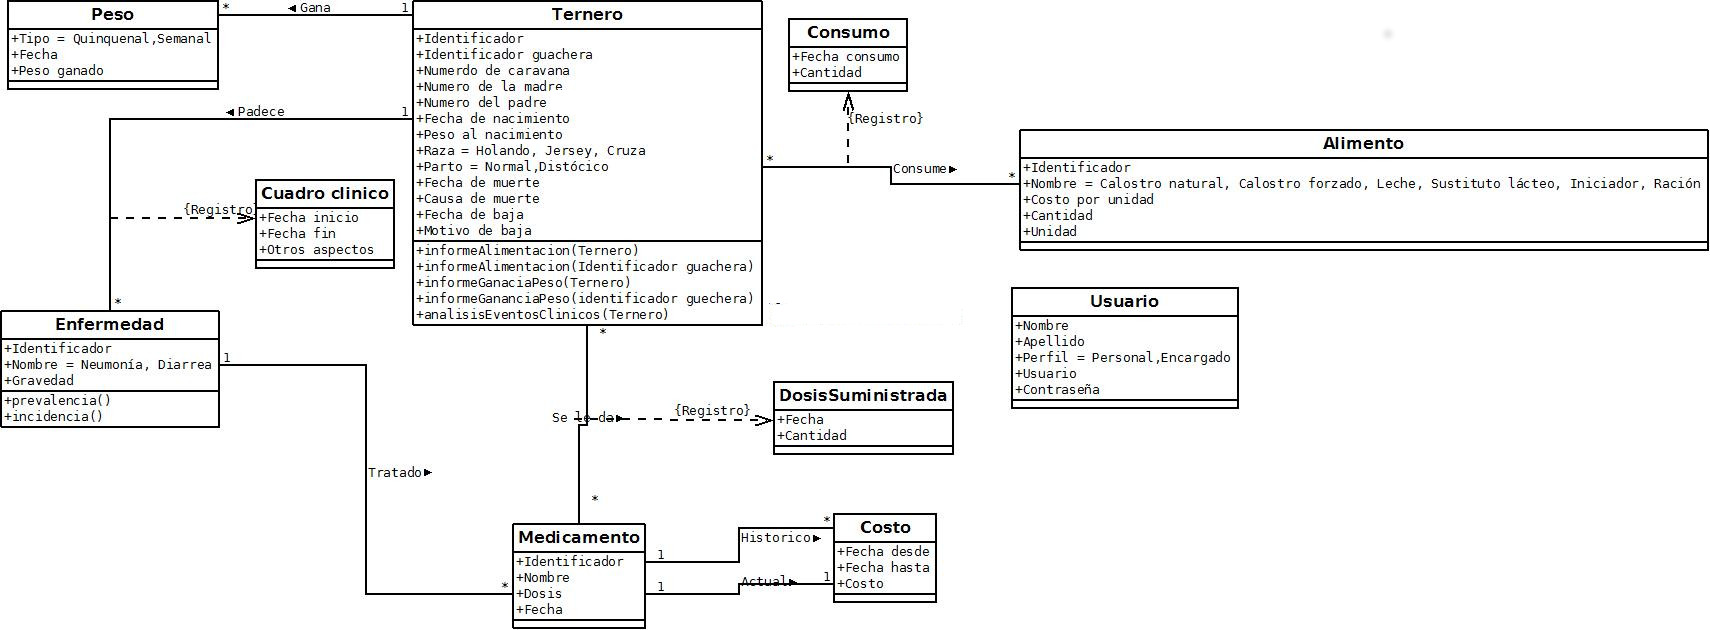 Peso
+Tipo = Quinquenal,Semanal
+Fecha
+Peso ganado
* ◄ Gana 1
Ternero
+Identificador
+Identificador guachera
+Numerdo de caravana
+Numero de la madre
+Numero del padre
+Fecha de nacimiento
+Peso al nacimiento
+Raza = Holando, Jersey, Cruza
+Parto = Normal,Distócico
+Fecha de muerte
+Causa de muerte
+Fecha de baja
+Motivo de baja
+informeAlimentacion(Ternero)
+informeAlimentacion(Identificador guachera)
+informeGanaciaPeso(Ternero)
+informeGananciaPeso(identificador guechera)
+analisisEventosClinicos(Ternero)
Consumo
+Fecha consumo
+Cantidad
{Registro}
* Consume► *
Alimento
+Identificador
+Nombre = Calostro natural, Calostro forzado, Leche, Sustituto lácteo, Iniciador, Ración
+Costo por unidad
+Cantidad
+Unidad
◄ Padece 1
*
{Registro
Cuadro clinico
+Fecha inicio
+Fecha fin
+Otros aspectos
Enfermedad
+Identificador
+Nombre = Neumonía, Diarrea
+Gravedad
+prevalencia()
+incidencia()
1
Tratado►
*
Usuario
+Nombre
+Apellido
+Perfil = Personal,Encargado
+Usuario
+Contraseña
*
Se le da►
{Registro}
*
DosisSuministrada
+Fecha
+Cantidad
Medicamento
+Identificador
+Nombre
+Dosis
+Fecha
1 Historico► *
1 Actual► 1
Costo
+Fecha desde
+Fecha hasta
+Costo